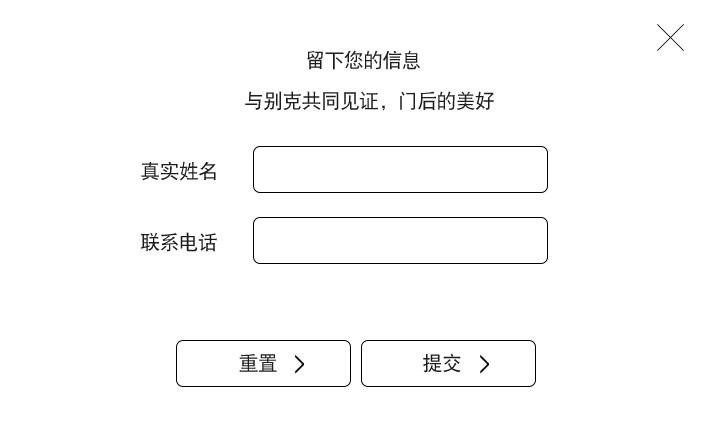 留下您的信息
与别克共同见证，门后的美好
真实姓名
联系电话
重置
提交